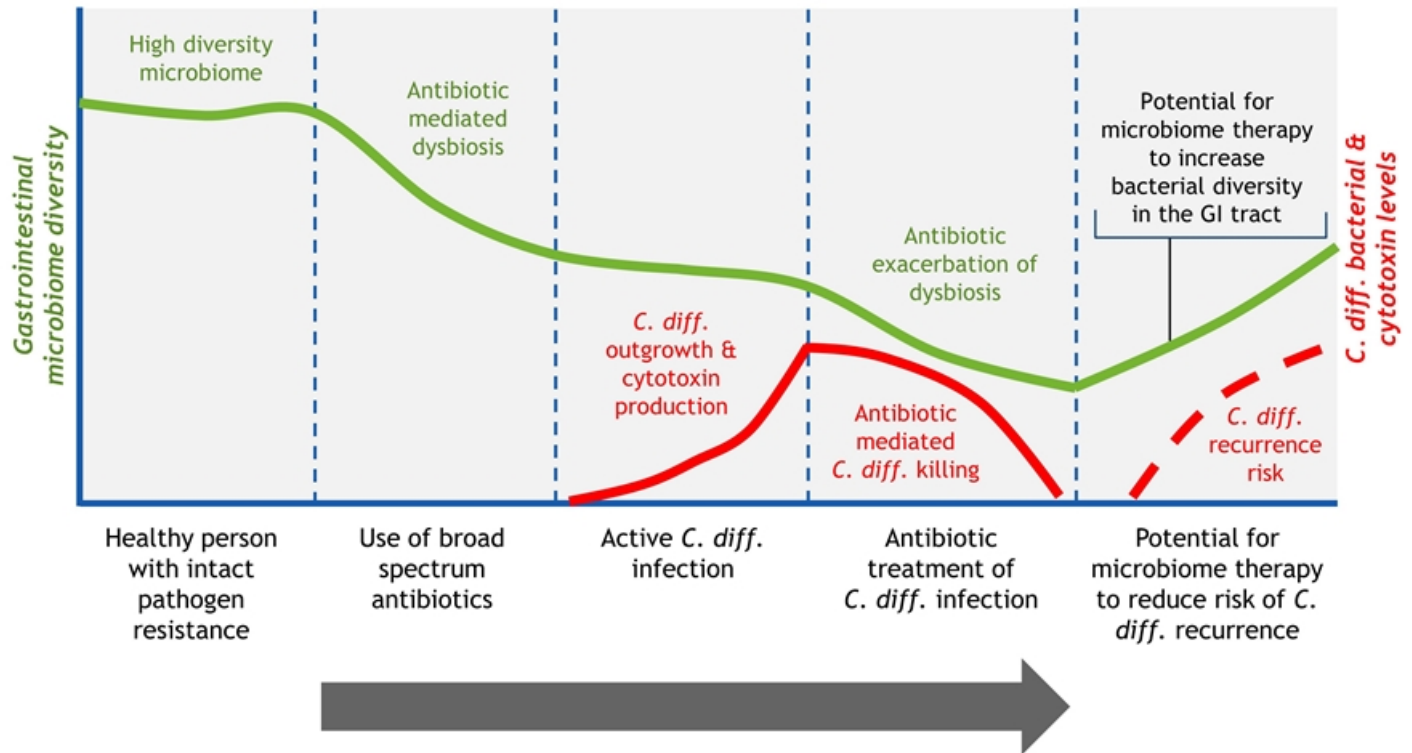 High diversity
microbiome
Antibiotic
mediated
dysbiosis
Potential for
microbiome therapy
to increase
bacterial diversity
in the GI tract
Gastrointestinal
microbiome diversity
C. diff. bacterial &
cytotoxin levels
Antibiotic
exacerbation of
dysbiosis
C. diff.
outgrowth &
cytotoxin
production
Antibiotic
mediated
C. diff. killing
C. diff.
recurrence
risk
Healthy person
with intact
pathogen
resistance
Use of broad
spectrum
antibiotics
Active C. diff.
infection
Antibiotic
treatment of
C. diff. infection
Potential for
microbiome therapy
to reduce risk of C.
diff. recurrence